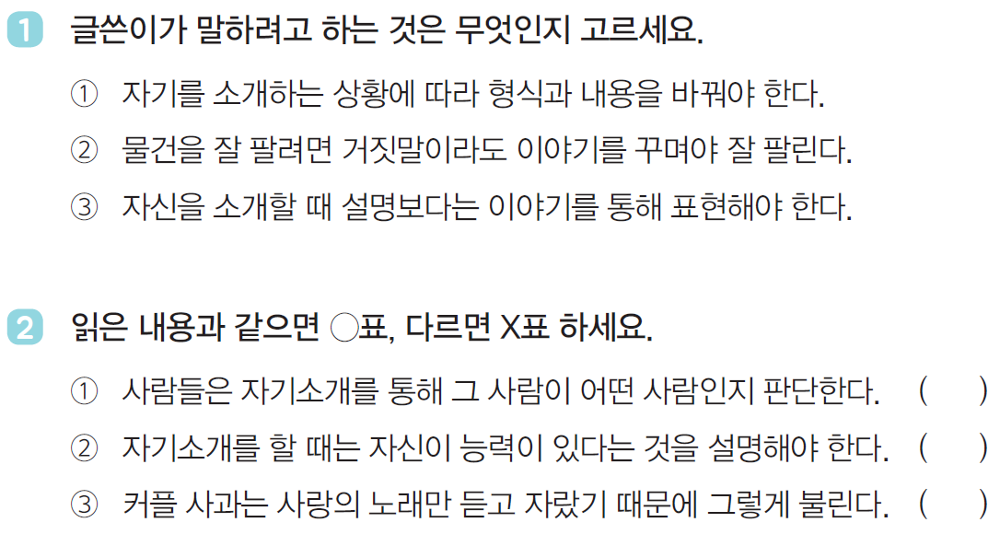 1 글쓴이가 말하려고 하는 것은 무엇인지 고르세요.
① 자기를 소개하는 상황에 따라 형식과 내용을 바꿔야 한다.
② 물건을 잘 팔려면 거짓말이라도 이야기를 꾸며야 잘 팔린다.
③ 자신을 소개할 때 설명보다는 이야기를 통해 표현해야 한다.
2 읽은 내용과 같으면 ◯표, 다르면 X표 하세요.
① 사람들은 자기소개를 통해 그 사람이 어떤 사람인지 판단한다. ( )
② 자기소개를 할 때는 자신이 능력이 있다는 것을 설명해야 한다. ( )
③ 커플 사과는 사랑의 노래만 듣고 자랐기 때문에 그렇게 불린다. ( )